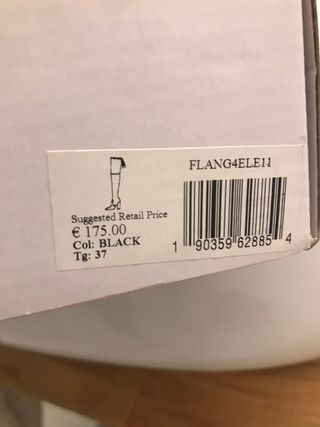 FLANG4ELE11
Suggested Retail Price
€ 175.00
Col: BLACK
Tg: 37
1 90359 62885 4